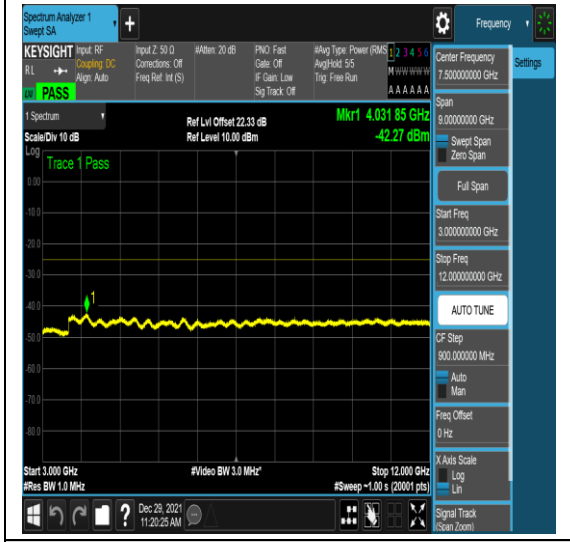 Spectrum Analyzer 1
Swept SA
+
Frequency
KEYSIGHT
Input: RF
Coupling: DC
Align: Auto
Input Z: 50 Ω
Corrections: Off
Freq Ref: Int (S)
#Atten: 20 dB
PNO: Fast
Gate: Off
IF Gain: Low
Sig Track: Off
#Avg Type: Power (RMS
Avg|Hold: 5/5
Trig: Free Run
1 2 3 4 5 6
M W W W W W
A A A A A A
R L
PASS
1 Spectrum
Scale/Div 10 dB
Ref Lvl Offset 22.33 dB
Ref Level 10.00 dBm
Mkr1 4.031 85 GHz
-42.27 dBm
Log
Trace 1 Pass
0.00
-10.0
-20.0
-30.0
-40.0
-50.0
-60.0
-70.0
-80.0
1
Start 3.000 GHz
#Res BW 1.0 MHz
#Video BW 3.0 MHz*
Stop 12.000 GHz
#Sweep ~1.00 s (20001 pts)
?
Dec 29, 2021
11:20:25 AM
Center Frequency
7.500000000 GHz
Settings
Span
9.00000000 GHz
Swept Span
Zero Span
Full Span
Start Freq
3.000000000 GHz
Stop Freq
12.000000000 GHz
AUTO TUNE
CF Step
900.000000 MHz
Auto
Man
Freq Offset
0 Hz
X Axis Scale
Log
Lin
Signal Track
(Span Zoom)